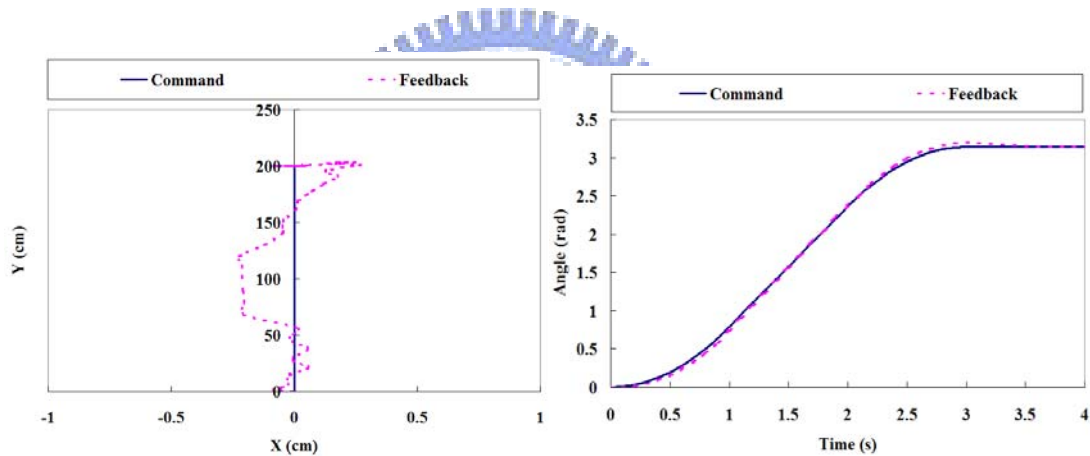 Command Feedback
250
200
150
100
50
0
-1 -0.5 0 0.5 1
Y (cm)
X (cm)
Command Feedback
3.5
3
2.5
2
1.5
1
0.5
0
0 0.5 1 1.5 2 2.5 3 3.5 4
Angle (rad)
Time (s)